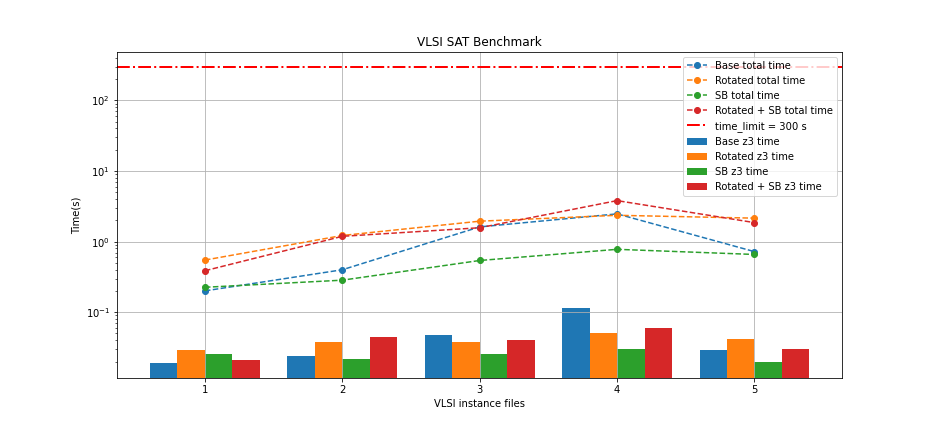 VLSI SAT Benchmark
Time(s)
10²
10¹
10⁰
10⁻¹
Base total time
Rotated total time
SB total time
Rotated + SB total time
time_limit = 300 s
Base z3 time
Rotated z3 time
SB z3 time
Rotated + SB z3 time
1 2 3 4 5
VLSI instance files